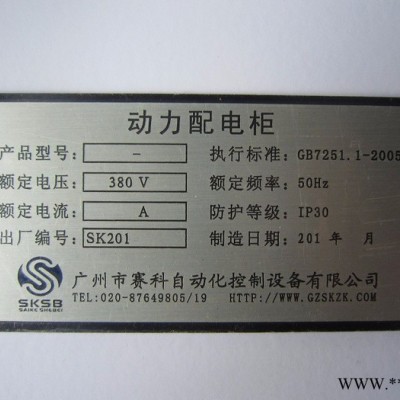 动力配电柜
产品型号: - 执行标准: GB7251.1-2005
额定电压: 380 V 额定频率: 50Hz
额定电流: A 防护等级: IP30
出厂编号: SK201 制造日期: 201 年 月
广州市赛科自动化控制设备有限公司
SKSB
SAIKE SHEBEI
TEL:020-87649805/19 HTTP://WWW.GZSKZK.COM
www.**